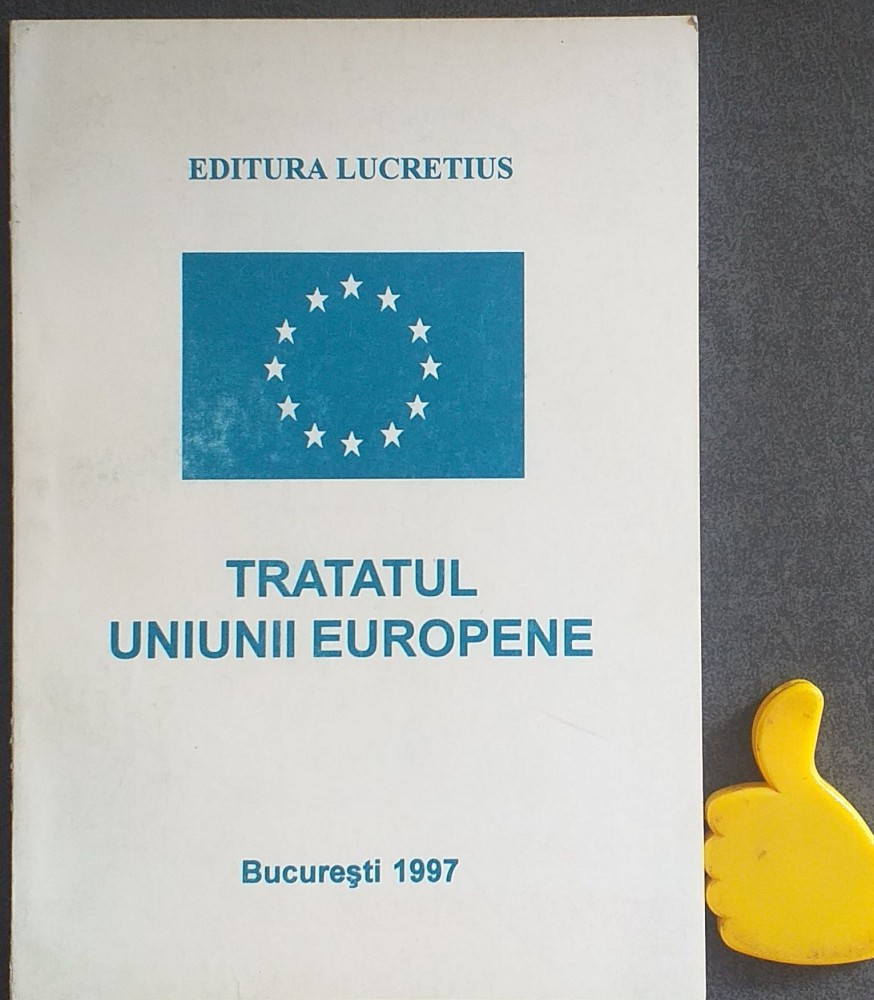 EDITURA LUCRETIUS
TRATATUL
UNIUNII EUROPENE
Bucureşti 1997